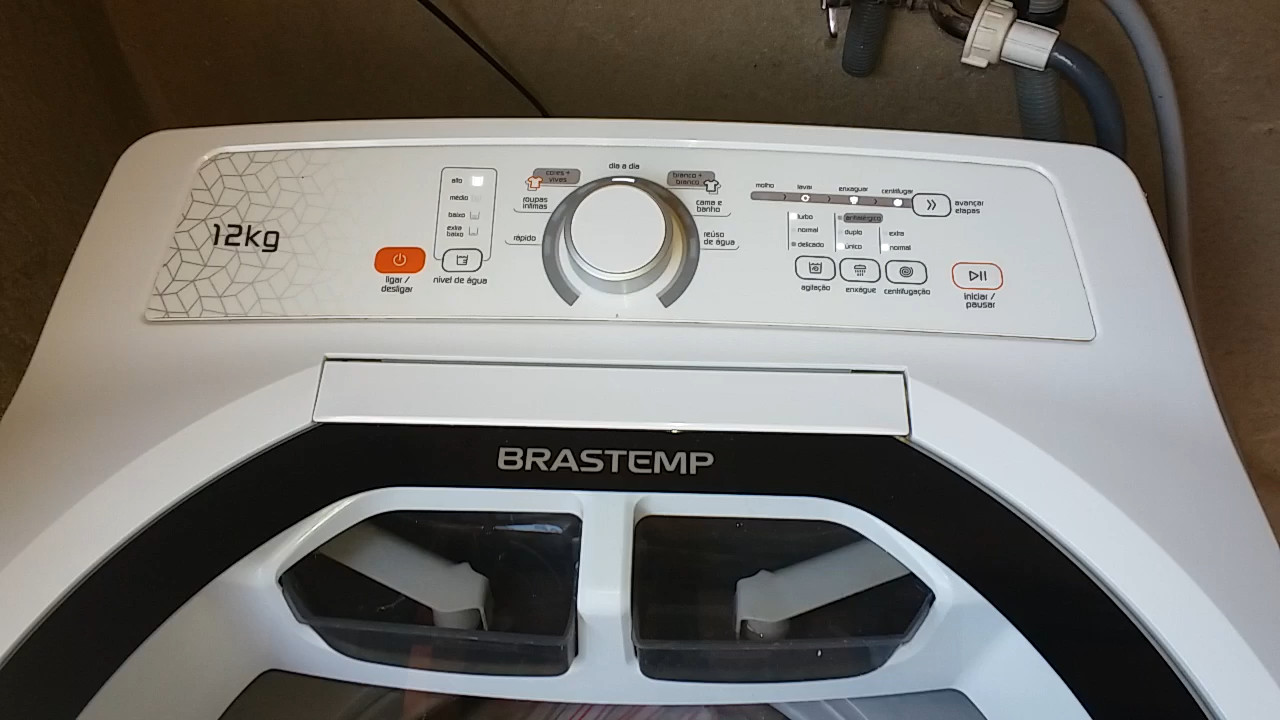 12kg
ligar /
desligar
alto
médio
baixo
extra
baixo
nível de água
dia a dia
cores +
vivas
roupas
íntimas
rápido
branco +
branco
cama e
banho
reúso
de água
molho
lavar
enxaguar
centrifugar
avançar
etapas
turbo
normal
delicado
antialérgico
duplo
único
extra
normal
agitação
enxágue
centrifugação
iniciar /
pausar
BRASTEMP